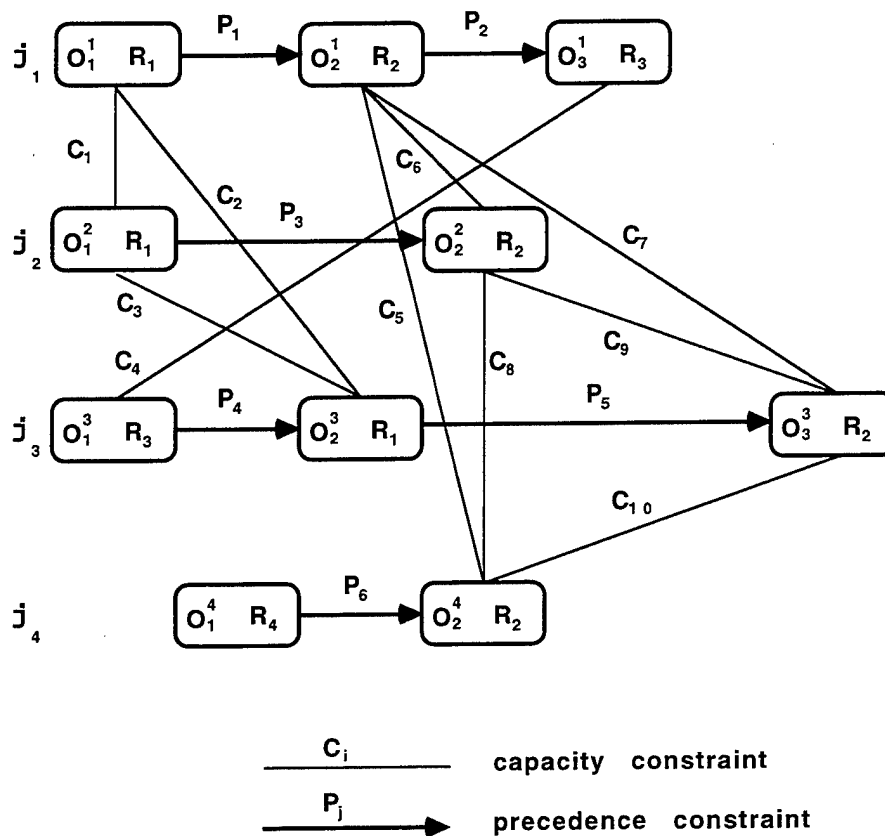 P₁ P₂
j₁ O₁¹ R₁ O₂¹ R₂ O₃¹ R₃
C₁ C₆
C₂
P₃ C₇
j₂ O₁² R₁ O₂² R₂
C₃ C₅
C₄ C₈ C₉
P₄ P₅
j₃ O₁³ R₃ O₂³ R₁ O₃³ R₂
C₁₀
P₆
j₄ O₁⁴ R₄ O₂⁴ R₂
Cᵢ capacity constraint
Pⱼ precedence constraint